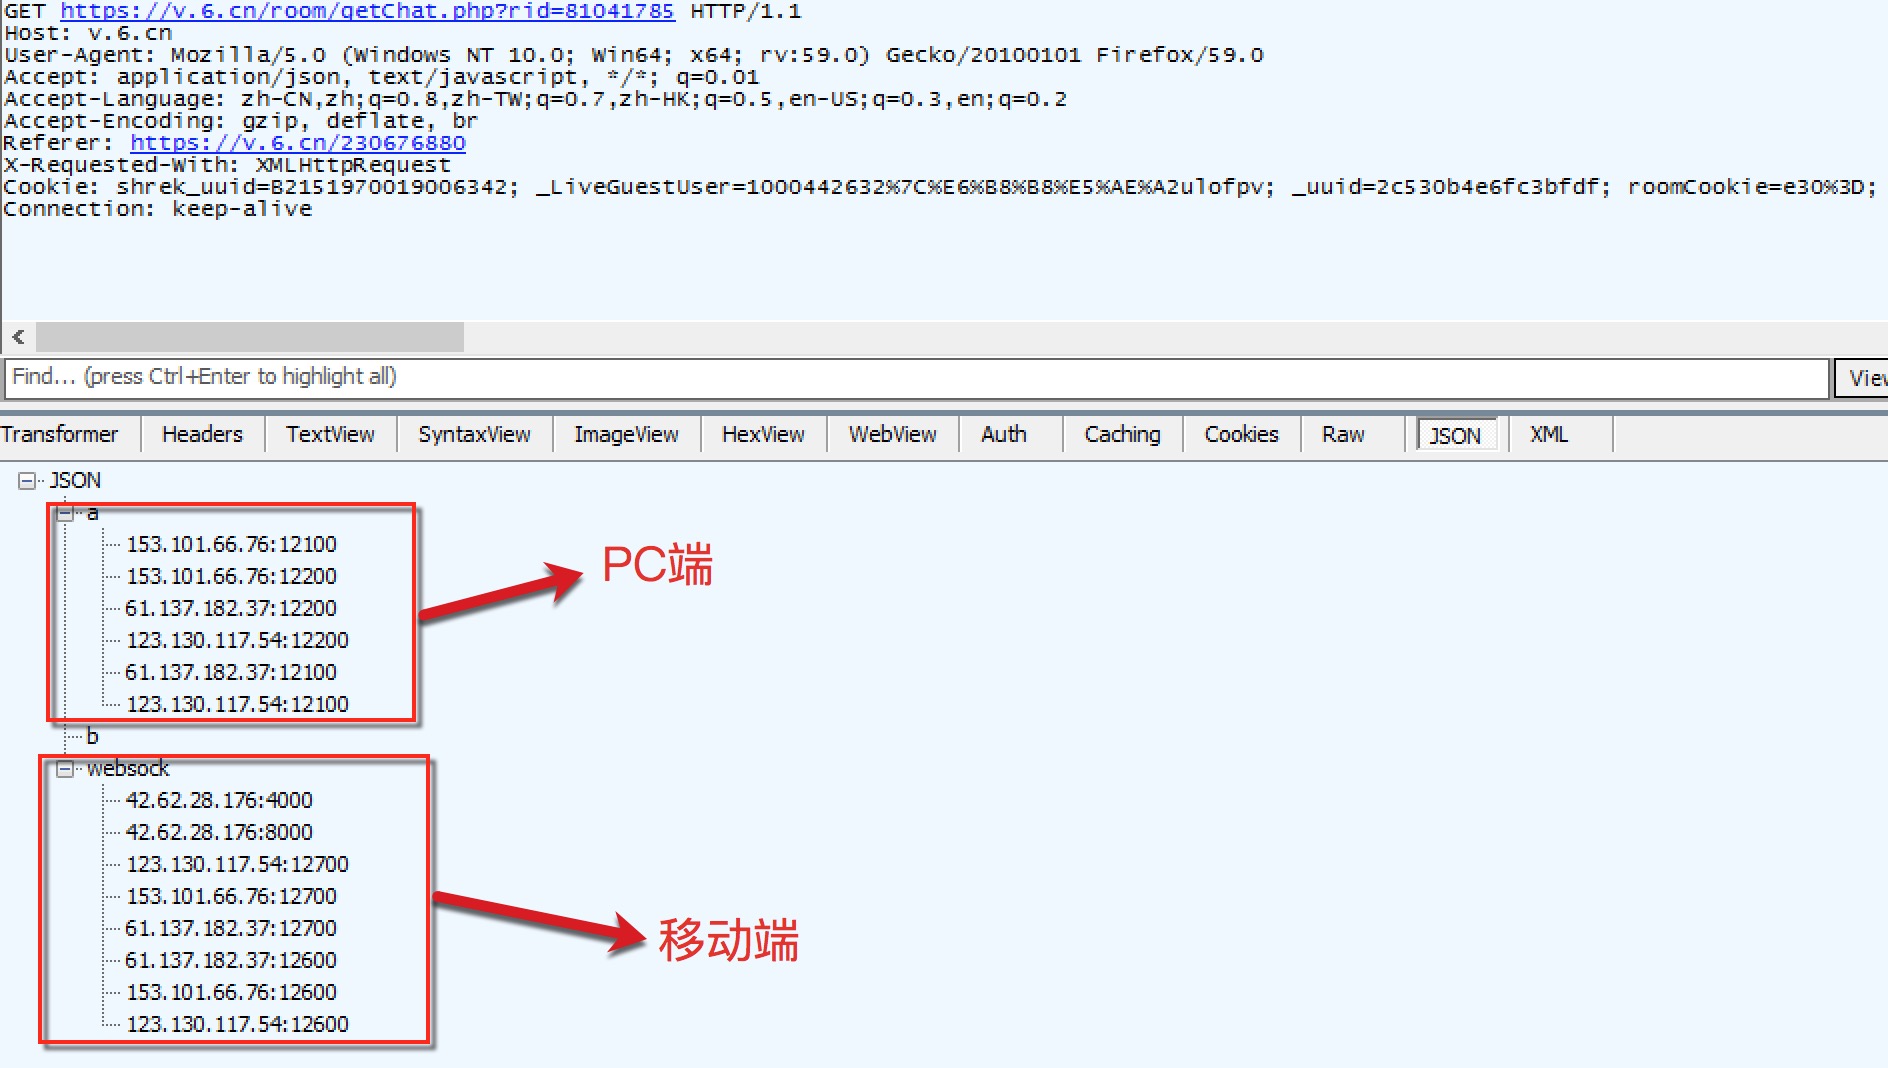 GET https://v.6.cn/room/getChat.php?rid=81041785 HTTP/1.1
Host: v.6.cn
User-Agent: Mozilla/5.0 (Windows NT 10.0; Win64; x64; rv:59.0) Gecko/20100101 Firefox/59.0
Accept: application/json, text/javascript, */*; q=0.01
Accept-Language: zh-CN,zh;q=0.8,zh-TW;q=0.7,zh-HK;q=0.5,en-US;q=0.3,en;q=0.2
Accept-Encoding: gzip, deflate, br
Referer: https://v.6.cn/230676880
X-Requested-With: XMLHttpRequest
Cookie: shrek_uuid=B2151970019006342; _LiveGuestUser=1000442632%7C%E6%B8%B8%E5%AE%A2ulofpv; _uuid=2c530b4e6fc3bfdf; roomCookie=e30%3D;
Connection: keep-alive
Find... (press Ctrl+Enter to highlight all)
View
Transformer Headers TextView SyntaxView ImageView HexView WebView Auth Caching Cookies Raw JSON XML
JSON
a
153.101.66.76:12100
153.101.66.76:12200
61.137.182.37:12200
123.130.117.54:12200
61.137.182.37:12100
123.130.117.54:12100
PC端
b
websock
42.62.28.176:4000
42.62.28.176:8000
123.130.117.54:12700
153.101.66.76:12700
61.137.182.37:12700
61.137.182.37:12600
153.101.66.76:12600
123.130.117.54:12600
移动端